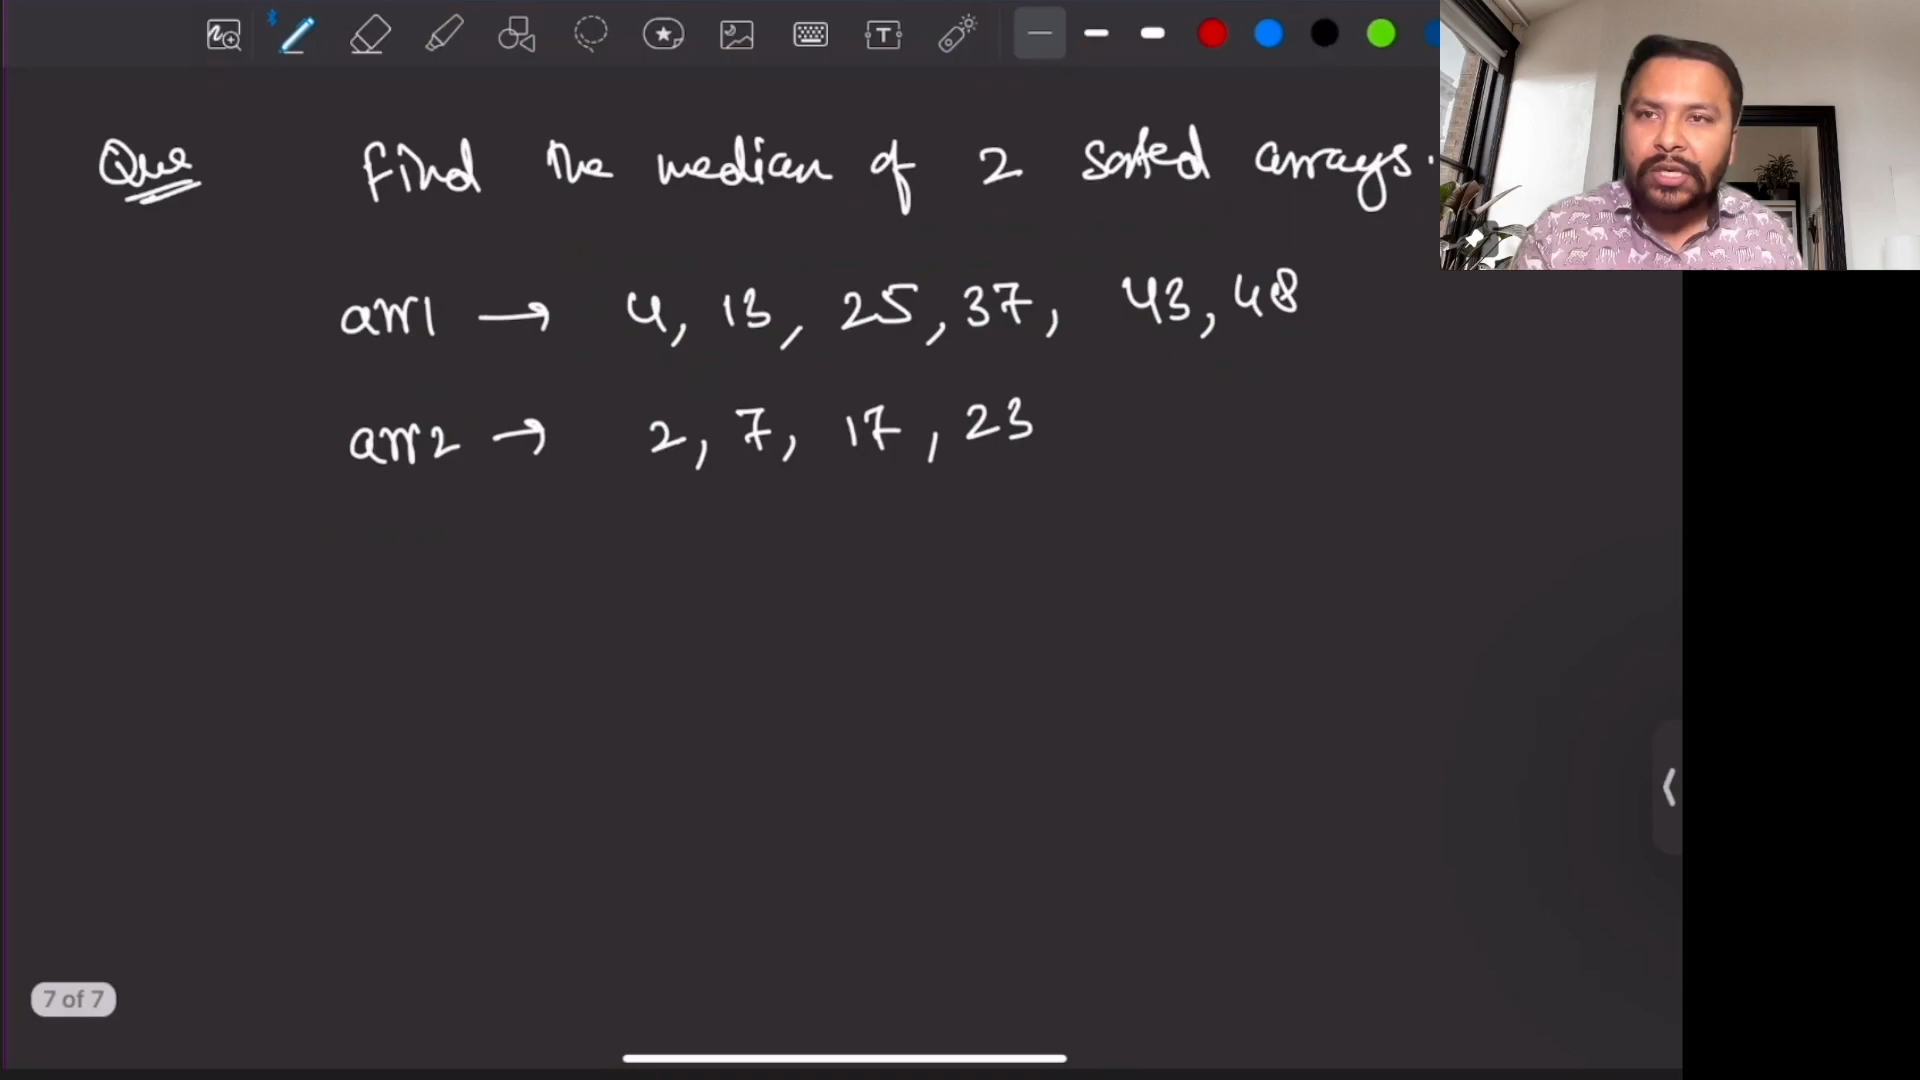 Que Find the median of 2 sorted arrays.
arr1 → 4, 13, 25, 37, 43, 48
arr2 → 2, 7, 17, 23
7 of 7